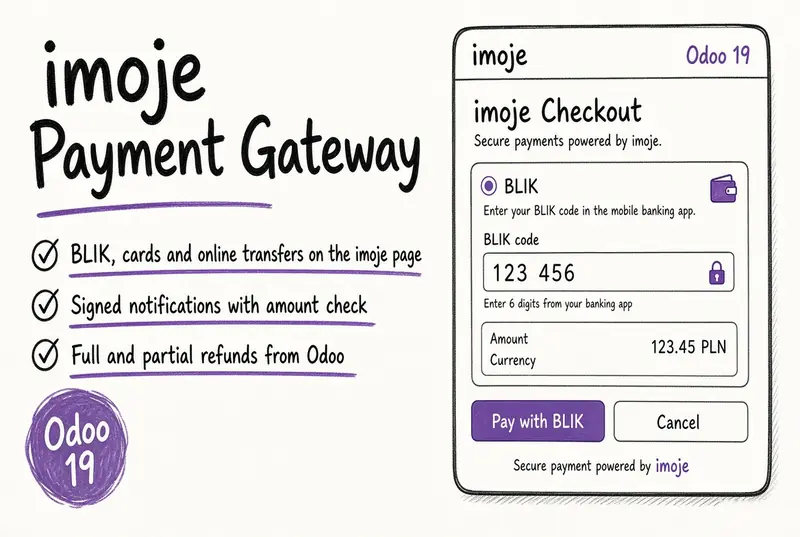 imoje
Payment Gateway
BLIK, cards and online transfers on the imoje page
Signed notifications with amount check
Full and partial refunds from Odoo
Odoo
19
imoje
Odoo 19
imoje Checkout
Secure payments powered by imoje.
BLIK
Enter your BLIK code in the mobile banking app.
BLIK code
123 456
Enter 6 digits from your banking app
Amount
Currency
123.45 PLN
Pay with BLIK
Cancel
Secure payment powered by imoje